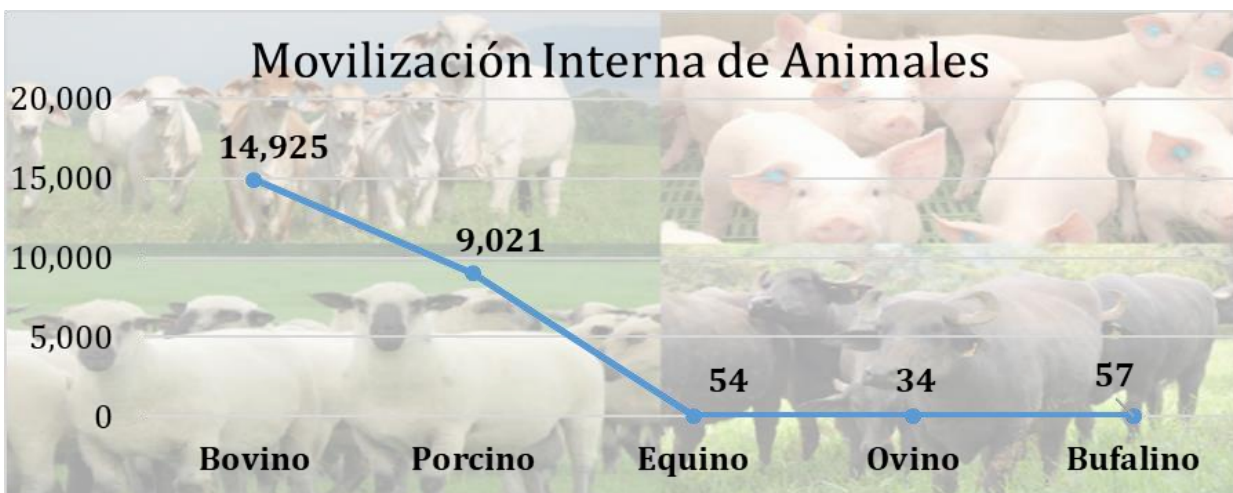 Movilización Interna de Animales
20,000
14,925
15,000
9,021
10,000
5,000
54 34 57
0
Bovino Porcino Equino Ovino Bufalino